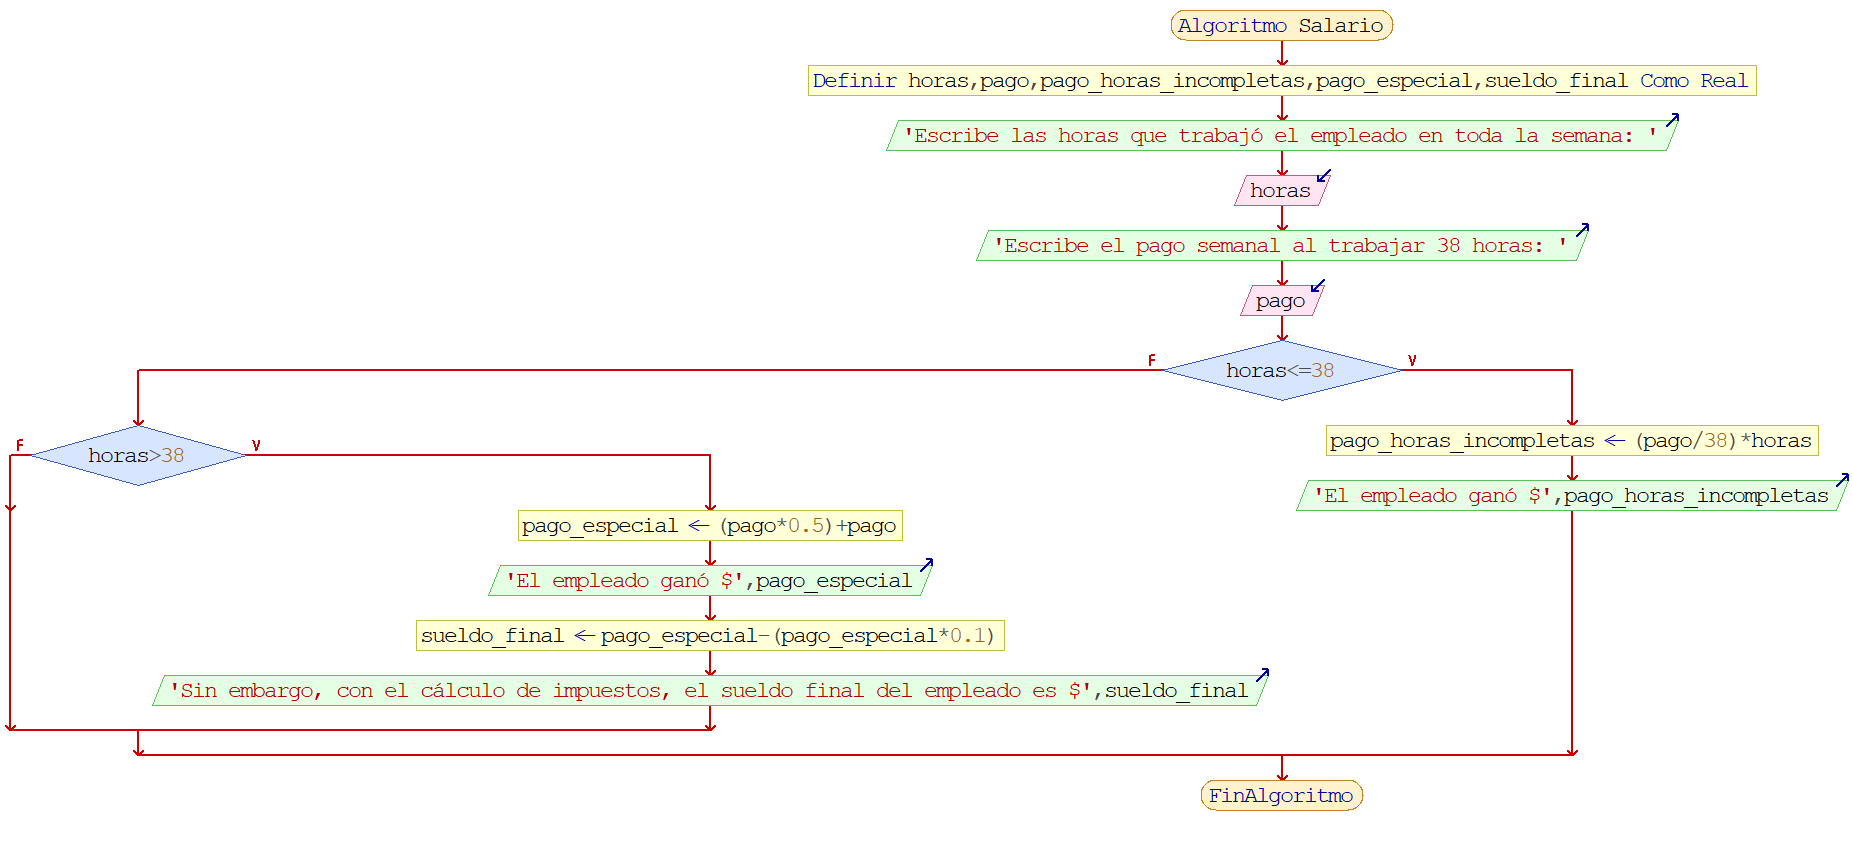 Algoritmo Salario
Definir horas,pago,pago_horas_incompletas,pago_especial,sueldo_final Como Real
'Escribe las horas que trabajó el empleado en toda la semana: '
horas
'Escribe el pago semanal al trabajar 38 horas: '
pago
F
horas<=38
V
F
horas>38
V
pago_horas_incompletas ← (pago/38)*horas
'El empleado ganó $',pago_horas_incompletas
pago_especial ← (pago*0.5)+pago
'El empleado ganó $',pago_especial
sueldo_final ← pago_especial-(pago_especial*0.1)
'Sin embargo, con el cálculo de impuestos, el sueldo final del empleado es $',sueldo_final
FinAlgoritmo